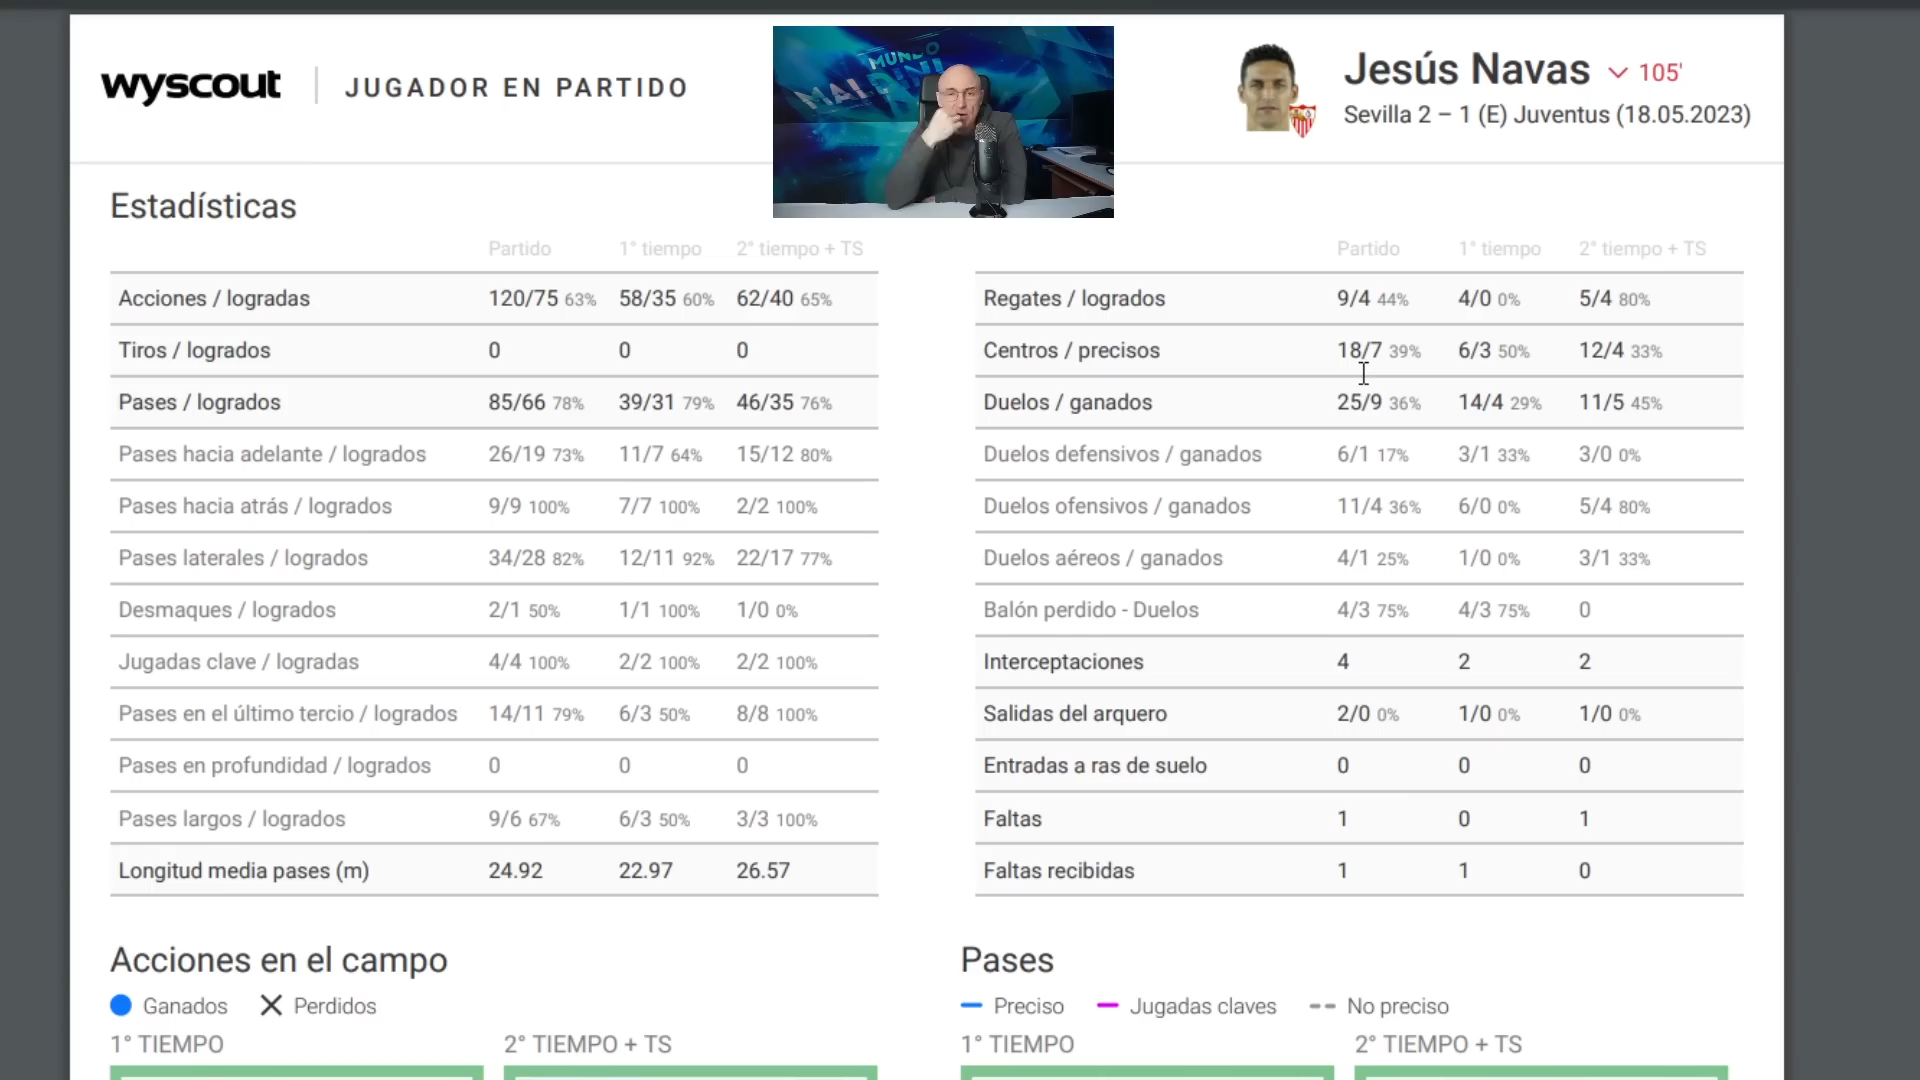 wyscout
JUGADOR EN PARTIDO
MUNDO
MALDINI
Jesús Navas 105'
Sevilla 2 – 1 (E) Juventus (18.05.2023)
Estadísticas
Partido 1° tiempo 2° tiempo + TS
Acciones / logradas 120/75 63% 58/35 60% 62/40 65%
Tiros / logrados 0 0 0
Pases / logrados 85/66 78% 39/31 79% 46/35 76%
Pases hacia adelante / logrados 26/19 73% 11/7 64% 15/12 80%
Pases hacia atrás / logrados 9/9 100% 7/7 100% 2/2 100%
Pases laterales / logrados 34/28 82% 12/11 92% 22/17 77%
Desmaques / logrados 2/1 50% 1/1 100% 1/0 0%
Jugadas clave / logradas 4/4 100% 2/2 100% 2/2 100%
Pases en el último tercio / logrados 14/11 79% 6/3 50% 8/8 100%
Pases en profundidad / logrados 0 0 0
Pases largos / logrados 9/6 67% 6/3 50% 3/3 100%
Longitud media pases (m) 24.92 22.97 26.57
Partido 1° tiempo 2° tiempo + TS
Regates / logrados 9/4 44% 4/0 0% 5/4 80%
Centros / precisos 18/7 39% 6/3 50% 12/4 33%
Duelos / ganados 25/9 36% 14/4 29% 11/5 45%
Duelos defensivos / ganados 6/1 17% 3/1 33% 3/0 0%
Duelos ofensivos / ganados 11/4 36% 6/0 0% 5/4 80%
Duelos aéreos / ganados 4/1 25% 1/0 0% 3/1 33%
Balón perdido - Duelos 4/3 75% 4/3 75% 0
Interceptaciones 4 2 2
Salidas del arquero 2/0 0% 1/0 0% 1/0 0%
Entradas a ras de suelo 0 0 0
Faltas 1 0 1
Faltas recibidas 1 1 0
Acciones en el campo
Ganados Perdidos
1° TIEMPO 2° TIEMPO + TS
Pases
Preciso Jugadas claves No preciso
1° TIEMPO 2° TIEMPO + TS